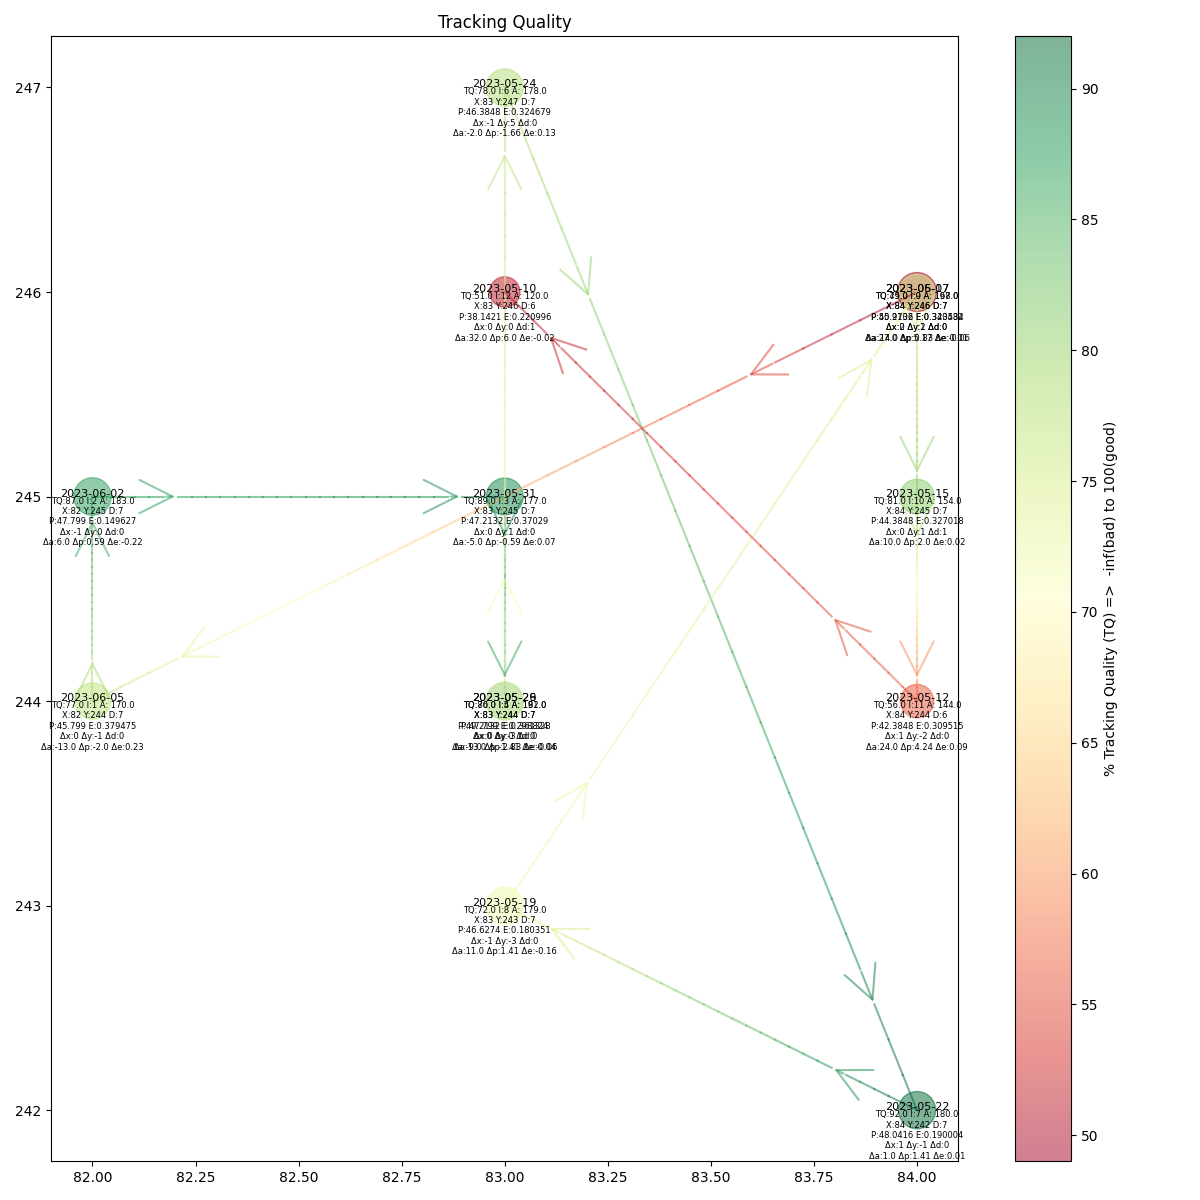 Tracking Quality
247
246
245
244
243
242
82.00
82.25
82.50
82.75
83.00
83.25
83.50
83.75
84.00
2023-05-24
TQ:78.0 I:6 A: 178.0
X:83 Y:247 D:7
P:46.3848 E:0.324679
Δx:-1 Δy:5 Δd:0
Δa:-2.0 Δp:-1.66 Δe:0.13
2023-05-10
TQ:51.0 I:12 A: 120.0
X:83 Y:246 D:6
P:38.1421 E:0.220996
Δx:0 Δy:0 Δd:1
Δa:32.0 Δp:6.0 Δe:-0.02
X:84 Y:246 D:7
2023-06-02
TQ:87.0 I:2 A: 183.0
X:82 Y:245 D:7
P:47.799 E:0.149627
Δx:-1 Δy:0 Δd:0
Δa:6.0 Δp:0.59 Δe:-0.22
2023-05-31
TQ:89.0 I:3 A: 177.0
X:83 Y:245 D:7
P:47.2132 E:0.37029
Δx:0 Δy:1 Δd:0
Δa:-5.0 Δp:-0.59 Δe:0.07
2023-05-15
TQ:81.0 I:10 A: 154.0
X:84 Y:245 D:7
P:44.3848 E:0.327018
Δx:0 Δy:1 Δd:1
Δa:10.0 Δp:2.0 Δe:0.02
2023-06-05
TQ:77.0 I:1 A: 170.0
X:82 Y:244 D:7
P:45.799 E:0.379475
Δx:0 Δy:-1 Δd:0
Δa:-13.0 Δp:-2.0 Δe:0.23
X:83 Y:244 D:7
2023-05-12
TQ:56.0 I:11 A: 144.0
X:84 Y:244 D:6
P:42.3848 E:0.309515
Δx:1 Δy:-2 Δd:0
Δa:24.0 Δp:4.24 Δe:0.09
2023-05-19
TQ:72.0 I:8 A: 179.0
X:83 Y:243 D:7
P:46.6274 E:0.180351
Δx:-1 Δy:-3 Δd:0
Δa:11.0 Δp:1.41 Δe:-0.16
2023-05-22
TQ:92.0 I:7 A: 180.0
X:84 Y:242 D:7
P:48.0416 E:0.190004
Δx:1 Δy:-1 Δd:0
Δa:1.0 Δp:1.41 Δe:0.01
90
85
80
75
70
65
60
55
50
% Tracking Quality (TQ) => -inf(bad) to 100(good)